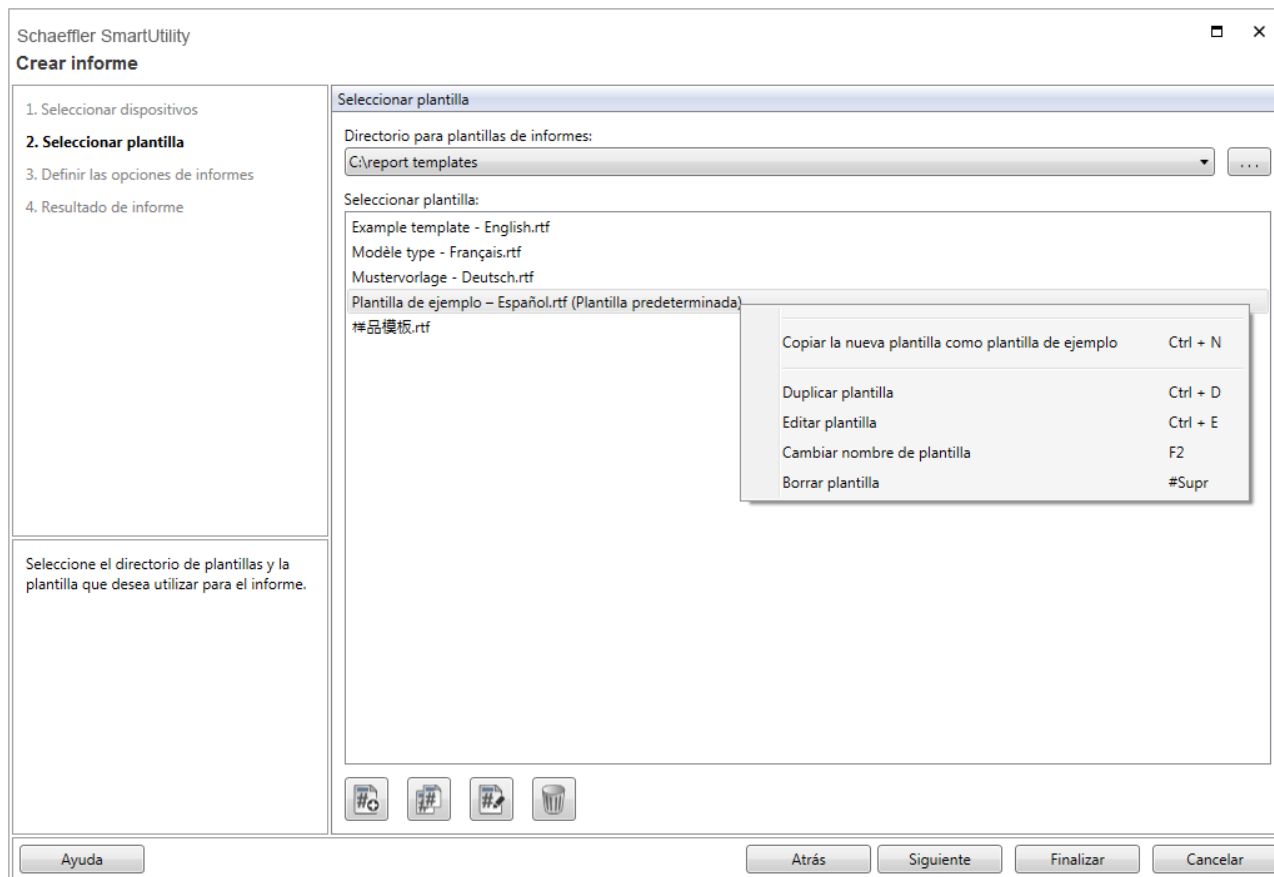 Schaeffler SmartUtility
Crear informe
1. Seleccionar dispositivos
2. Seleccionar plantilla
3. Definir las opciones de informes
4. Resultado de informe
Seleccione el directorio de plantillas y la
plantilla que desea utilizar para el informe.
Seleccionar plantilla
Directorio para plantillas de informes:
C:\report templates
...
Seleccionar plantilla:
Example template - English.rtf
Modèle type - Français.rtf
Mustervorlage - Deutsch.rtf
Plantilla de ejemplo – Español.rtf (Plantilla predeterminada)
样品模板.rtf
Copiar la nueva plantilla como plantilla de ejemplo Ctrl + N
Duplicar plantilla Ctrl + D
Editar plantilla Ctrl + E
Cambiar nombre de plantilla F2
Borrar plantilla #Supr
Ayuda Atrás Siguiente Finalizar Cancelar